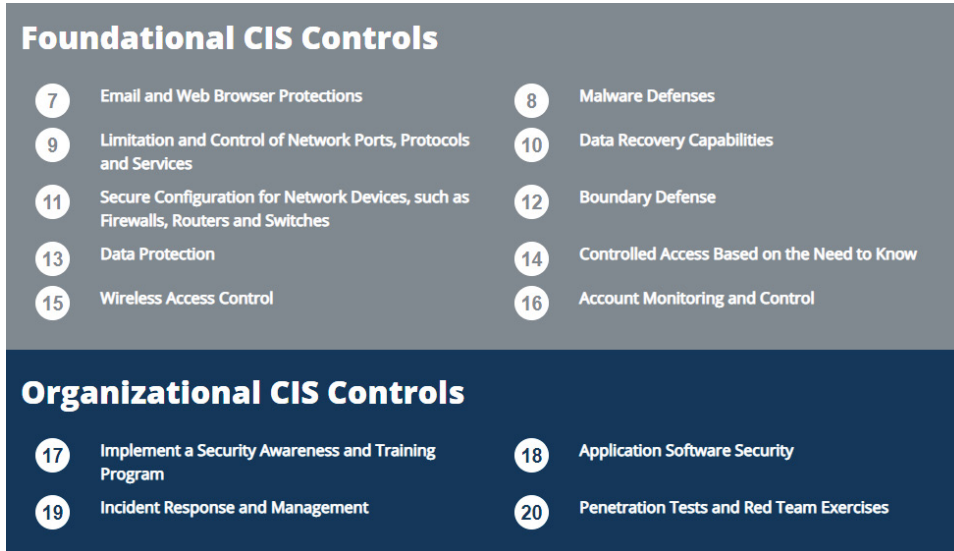 Foundational CIS Controls
7
Email and Web Browser Protections
8
Malware Defenses
9
Limitation and Control of Network Ports, Protocols
and Services
10
Data Recovery Capabilities
11
Secure Configuration for Network Devices, such as
Firewalls, Routers and Switches
12
Boundary Defense
13
Data Protection
14
Controlled Access Based on the Need to Know
15
Wireless Access Control
16
Account Monitoring and Control
Organizational CIS Controls
17
Implement a Security Awareness and Training
Program
18
Application Software Security
19
Incident Response and Management
20
Penetration Tests and Red Team Exercises